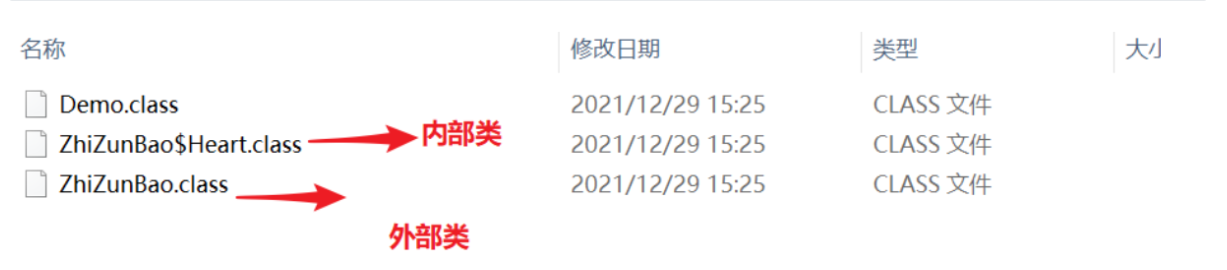 名称 修改日期 类型 大小
Demo.class 2021/12/29 15:25 CLASS 文件
ZhiZunBao$Heart.class 内部类 2021/12/29 15:25 CLASS 文件
ZhiZunBao.class 2021/12/29 15:25 CLASS 文件
外部类